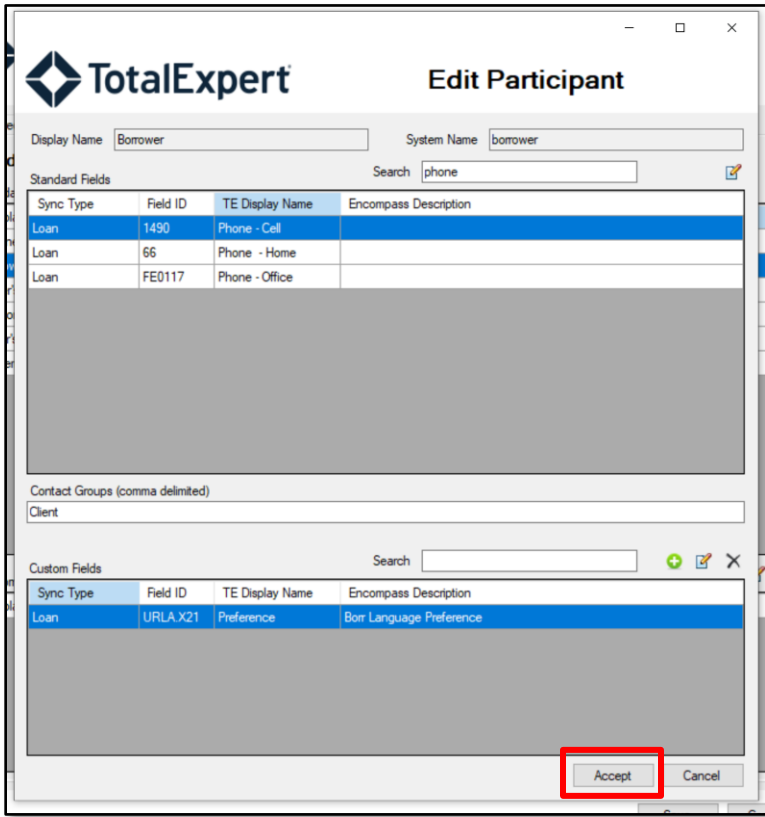 TotalExpert
Edit Participant
Display Name Borrower System Name borrower
Search phone
Standard Fields
Sync Type Field ID TE Display Name Encompass Description
Loan 1490 Phone - Cell
Loan 66 Phone - Home
Loan FE0117 Phone - Office
Contact Groups (comma delimited)
Client
Search
Custom Fields
Sync Type Field ID TE Display Name Encompass Description
Loan URLA.X21 Preference Borr Language Preference
Accept Cancel